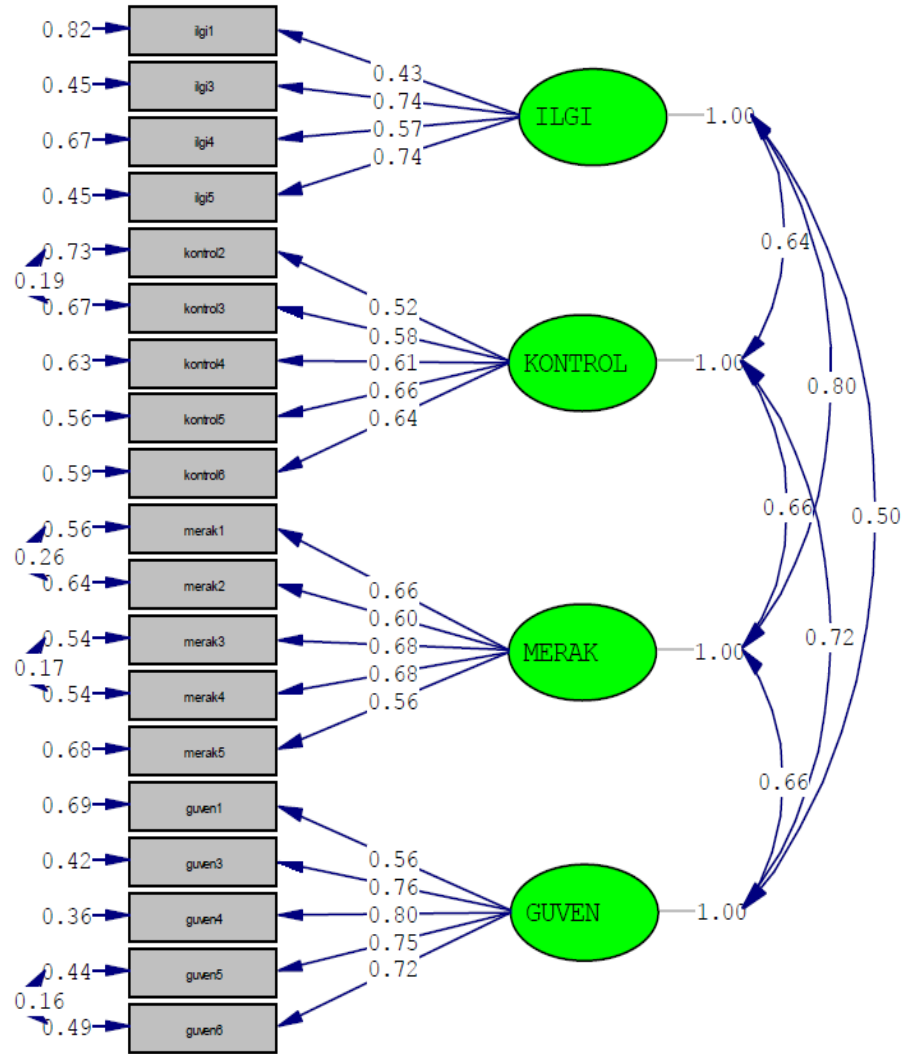 0.82 ilgi1
0.43
0.45 ilgi3
0.74
ILGI 1.00
0.67 ilgi4
0.57
0.74
0.45 ilgi5
0.73 kontrol2
0.64
0.19
0.67 kontrol3
0.52
0.58
0.63 kontrol4
0.61
KONTROL 1.00
0.80
0.56 kontrol5
0.66
0.64
0.59 kontrol6
0.56 merak1
0.66
0.50
0.26
0.64 merak2
0.66
0.60
0.54 merak3
0.68
MERAK 1.00
0.72
0.17
0.54 merak4
0.68
0.56
0.68 merak5
0.69 guven1
0.66
0.42 guven3
0.56
0.76
0.36 guven4
0.80
GUVEN 1.00
0.75
0.72
0.44 guven5
0.16
0.49 guven6